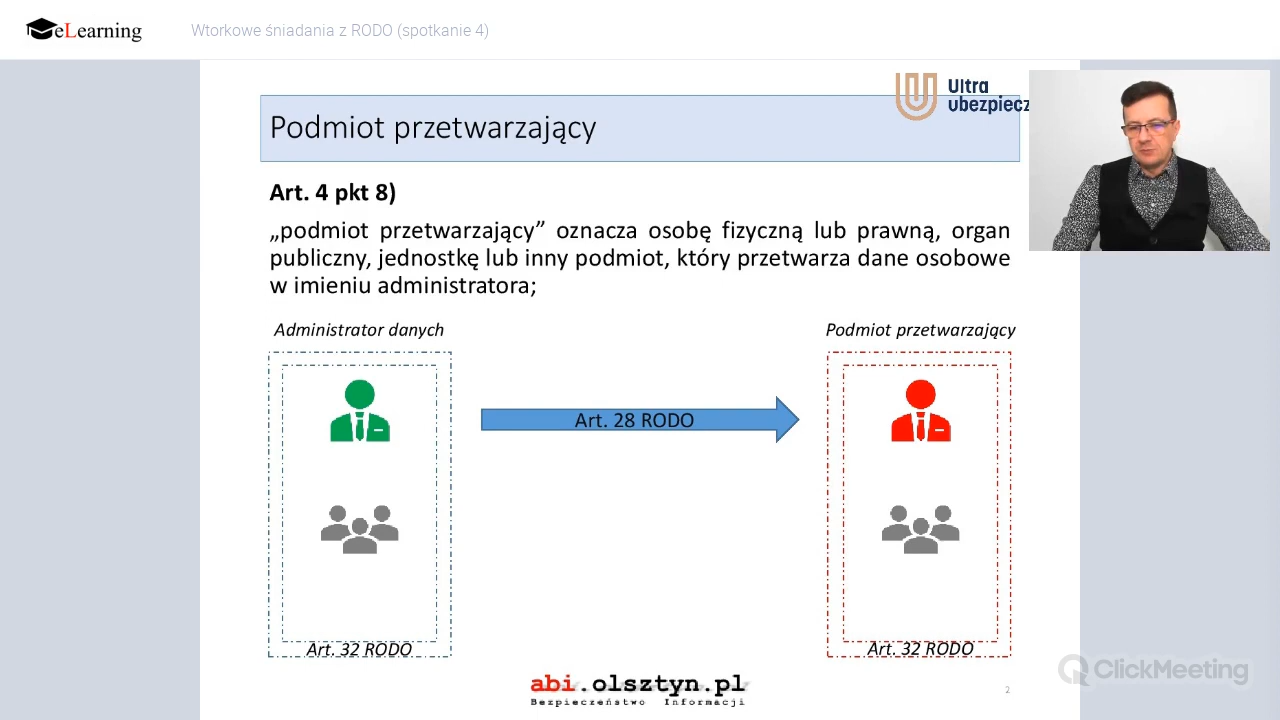 eLearning
Wtorkowe śniadania z RODO (spotkanie 4)
Ultra
ubezpiecz
Podmiot przetwarzający
Art. 4 pkt 8)
„podmiot przetwarzający” oznacza osobę fizyczną lub prawną, organ
publiczny, jednostkę lub inny podmiot, który przetwarza dane osobowe
w imieniu administratora;
Administrator danych
Podmiot przetwarzający
Art. 28 RODO
Art. 32 RODO
Art. 32 RODO
abi.olsztyn.pl
Bezpieczeństwo Informacji
2
ClickMeeting